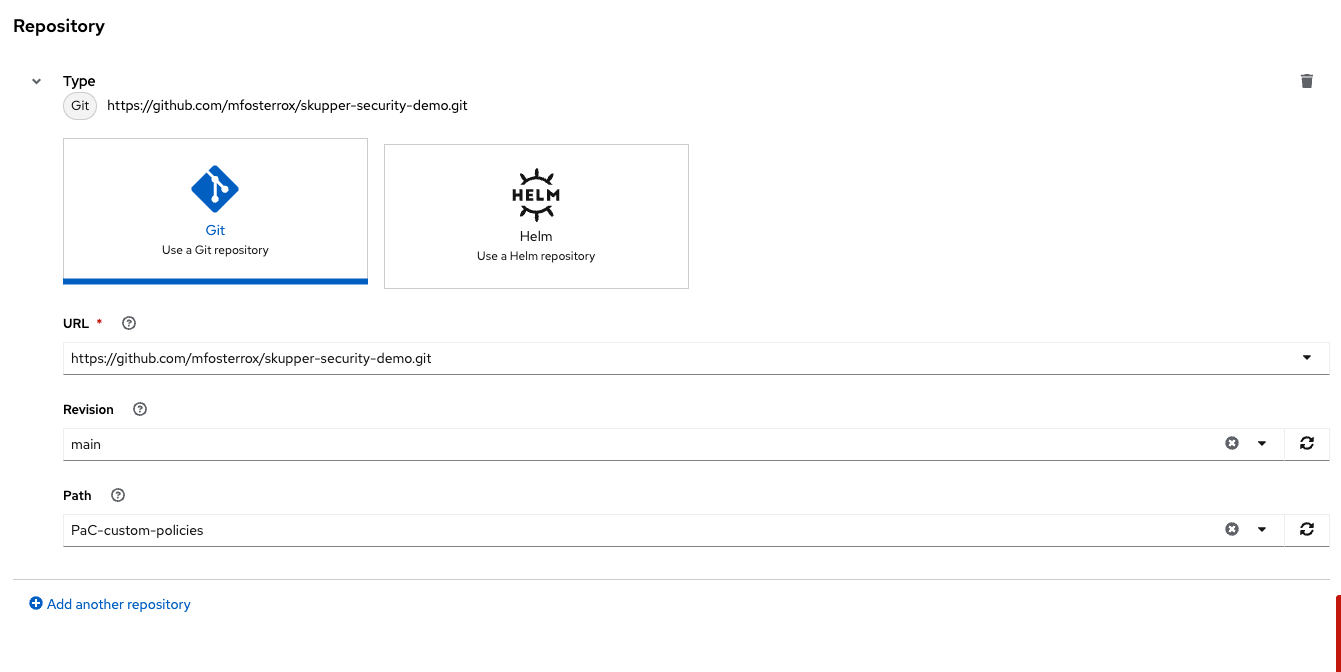 Repository
Type
Git https://github.com/mfosterrox/skupper-security-demo.git
Git
Use a Git repository
HELM
Helm
Use a Helm repository
URL *
https://github.com/mfosterrox/skupper-security-demo.git
Revision
main
Path
PaC-custom-policies
Add another repository